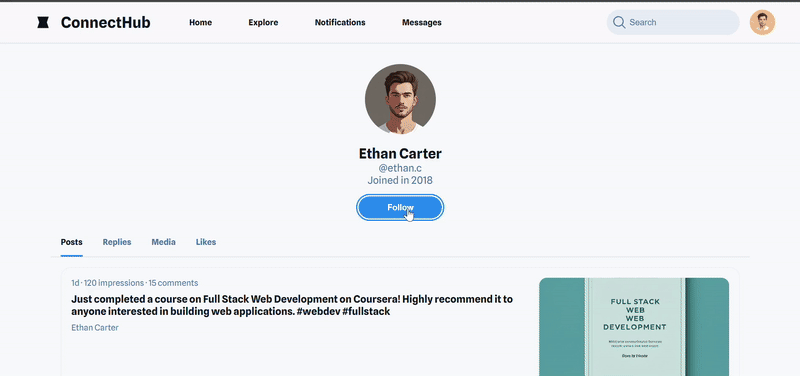 ConnectHub
Home
Explore
Notifications
Messages
Search
Ethan Carter
@ethan.c
Joined in 2018
Follow
Posts
Replies
Media
Likes
1d · 120 impressions · 15 comments
Just completed a course on Full Stack Web Development on Coursera! Highly recommend it to
anyone interested in building web applications. #webdev #fullstack
Ethan Carter
FULL STACK
WEB
WEB
DEVELOPMENT